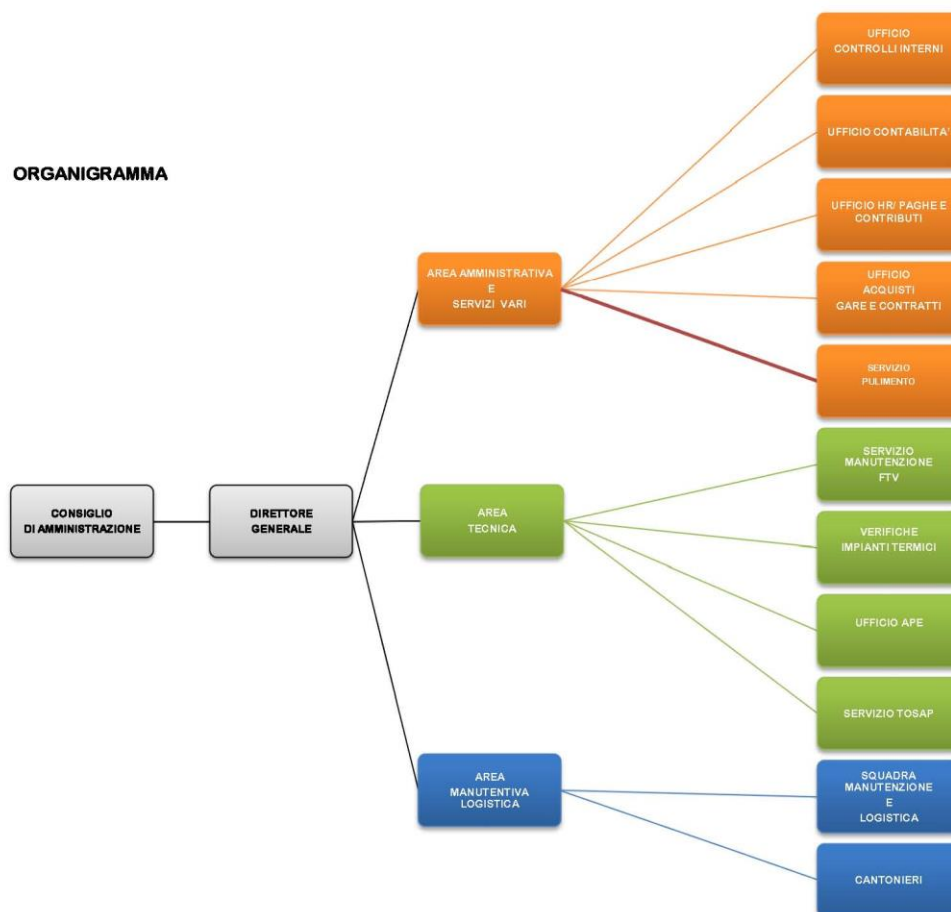 ORGANIGRAMMA
CONSIGLIO
DI AMMINISTRAZIONE
DIRETTORE
GENERALE
AREA AMMINISTRATIVA
E
SERVIZI VARI
UFFICIO
CONTROLLI INTERNI
UFFICIO CONTABILITA'
UFFICIO HR/ PAGHE E
CONTRIBUTI
UFFICIO
ACQUISTI
GARE E CONTRATTI
SERVIZIO
PULIMENTO
AREA
TECNICA
SERVIZIO
MANUTENZIONE
FTV
VERIFICHE
IMPIANTI TERMICI
UFFICIO APE
SERVIZIO TOSAP
AREA
MANUTENTIVA
LOGISTICA
SQUADRA
MANUTENZIONE
E
LOGISTICA
CANTONIERI